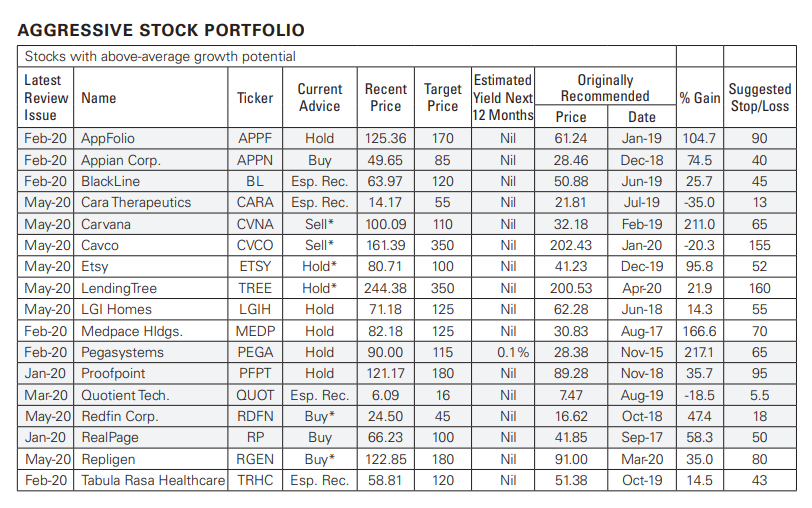 AGGRESSIVE STOCK PORTFOLIO
Stocks with above-average growth potential
Latest Review Issue Name Ticker Current Advice Recent Price Target Price Estimated Yield Next 12 Months Originally Recommended Price Date % Gain Suggested Stop/Loss
Feb-20 AppFolio APPF Hold 125.36 170 Nil 61.24 Jan-19 104.7 90
Feb-20 Appian Corp. APPN Buy 49.65 85 Nil 28.46 Dec-18 74.5 40
Feb-20 BlackLine BL Esp. Rec. 63.97 120 Nil 50.88 Jun-19 25.7 45
May-20 Cara Therapeutics CARA Esp. Rec. 14.17 55 Nil 21.81 Jul-19 -35.0 13
May-20 Carvana CVNA Sell* 100.09 110 Nil 32.18 Feb-19 211.0 65
May-20 Cavco CVCO Sell* 161.39 350 Nil 202.43 Jan-20 -20.3 155
May-20 Etsy ETSY Hold* 80.71 100 Nil 41.23 Dec-19 95.8 52
May-20 LendingTree TREE Hold* 244.38 350 Nil 200.53 Apr-20 21.9 160
May-20 LGI Homes LGIH Hold 71.18 125 Nil 62.28 Jun-18 14.3 55
Feb-20 Medpace Hldgs. MEDP Hold 82.18 125 Nil 30.83 Aug-17 166.6 70
Feb-20 Pegasystems PEGA Hold 90.00 115 0.1% 28.38 Nov-15 217.1 65
Jan-20 Proofpoint PFPT Hold 121.17 180 Nil 89.28 Nov-18 35.7 95
Mar-20 Quotient Tech. QUOT Esp. Rec. 6.09 16 Nil 7.47 Aug-19 -18.5 5.5
May-20 Redfin Corp. RDFN Buy* 24.50 45 Nil 16.62 Oct-18 47.4 18
Jan-20 RealPage RP Buy 66.23 100 Nil 41.85 Sep-17 58.3 50
May-20 Repligen RGEN Buy* 122.85 180 Nil 91.00 Mar-20 35.0 80
Feb-20 Tabula Rasa Healthcare TRHC Esp. Rec. 58.81 120 Nil 51.38 Oct-19 14.5 43